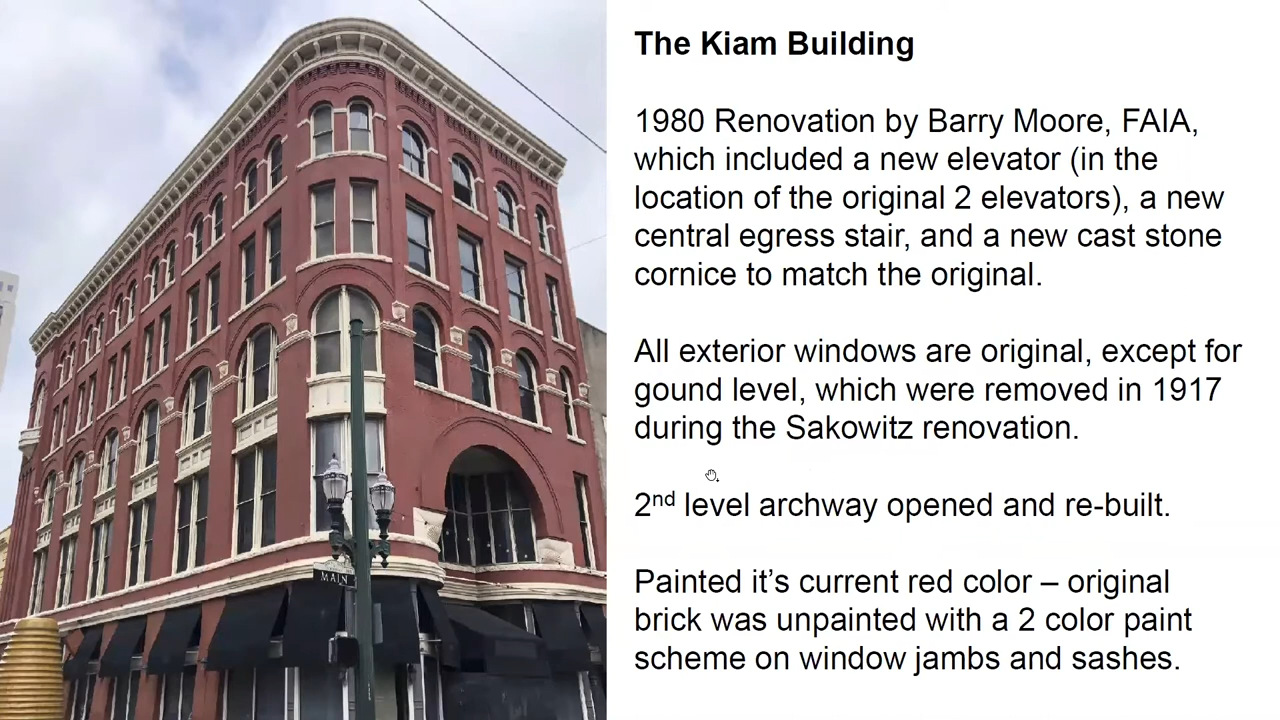 The Kiam Building
1980 Renovation by Barry Moore, FAIA,
which included a new elevator (in the
location of the original 2 elevators), a new
central egress stair, and a new cast stone
cornice to match the original.
All exterior windows are original, except for
gound level, which were removed in 1917
during the Sakowitz renovation.
2nd level archway opened and re-built.
Painted it’s current red color – original
brick was unpainted with a 2 color paint
scheme on window jambs and sashes.
MAIN